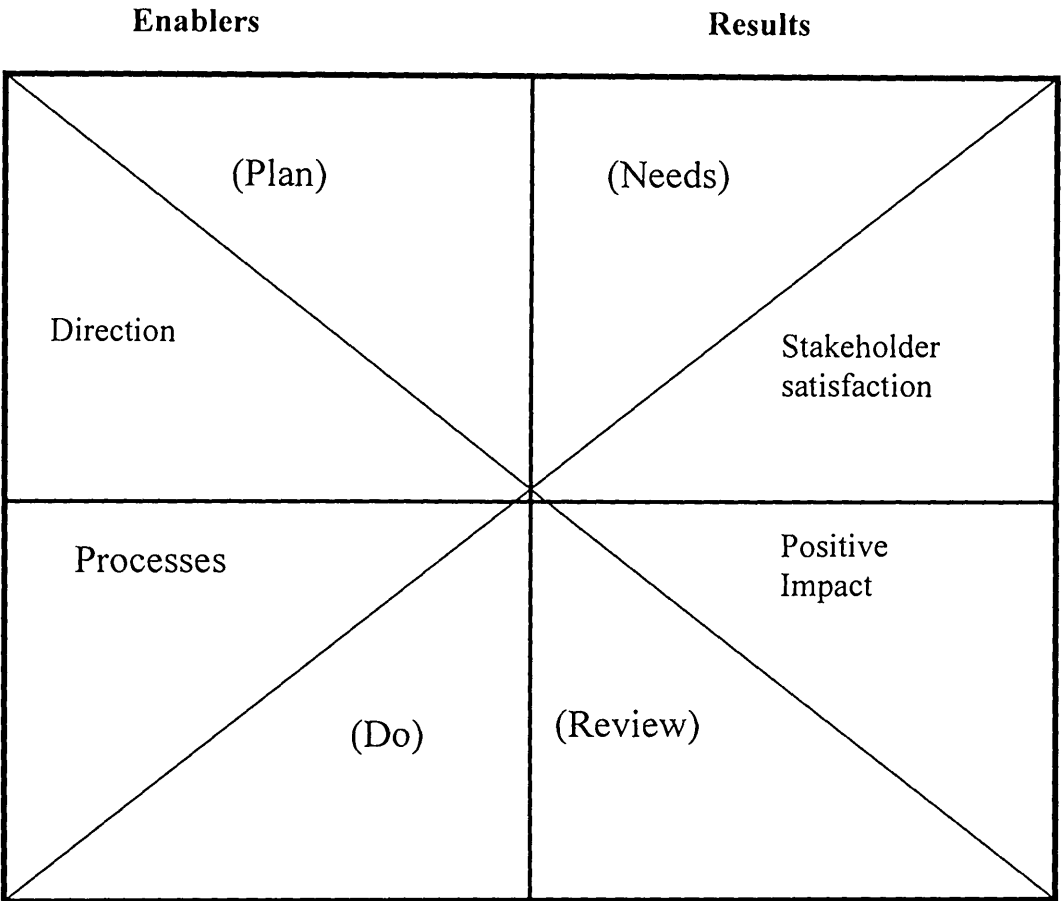 Enablers
Results
(Plan)
(Needs)
Direction
Stakeholder
satisfaction
Processes
Positive
Impact
(Do)
(Review)